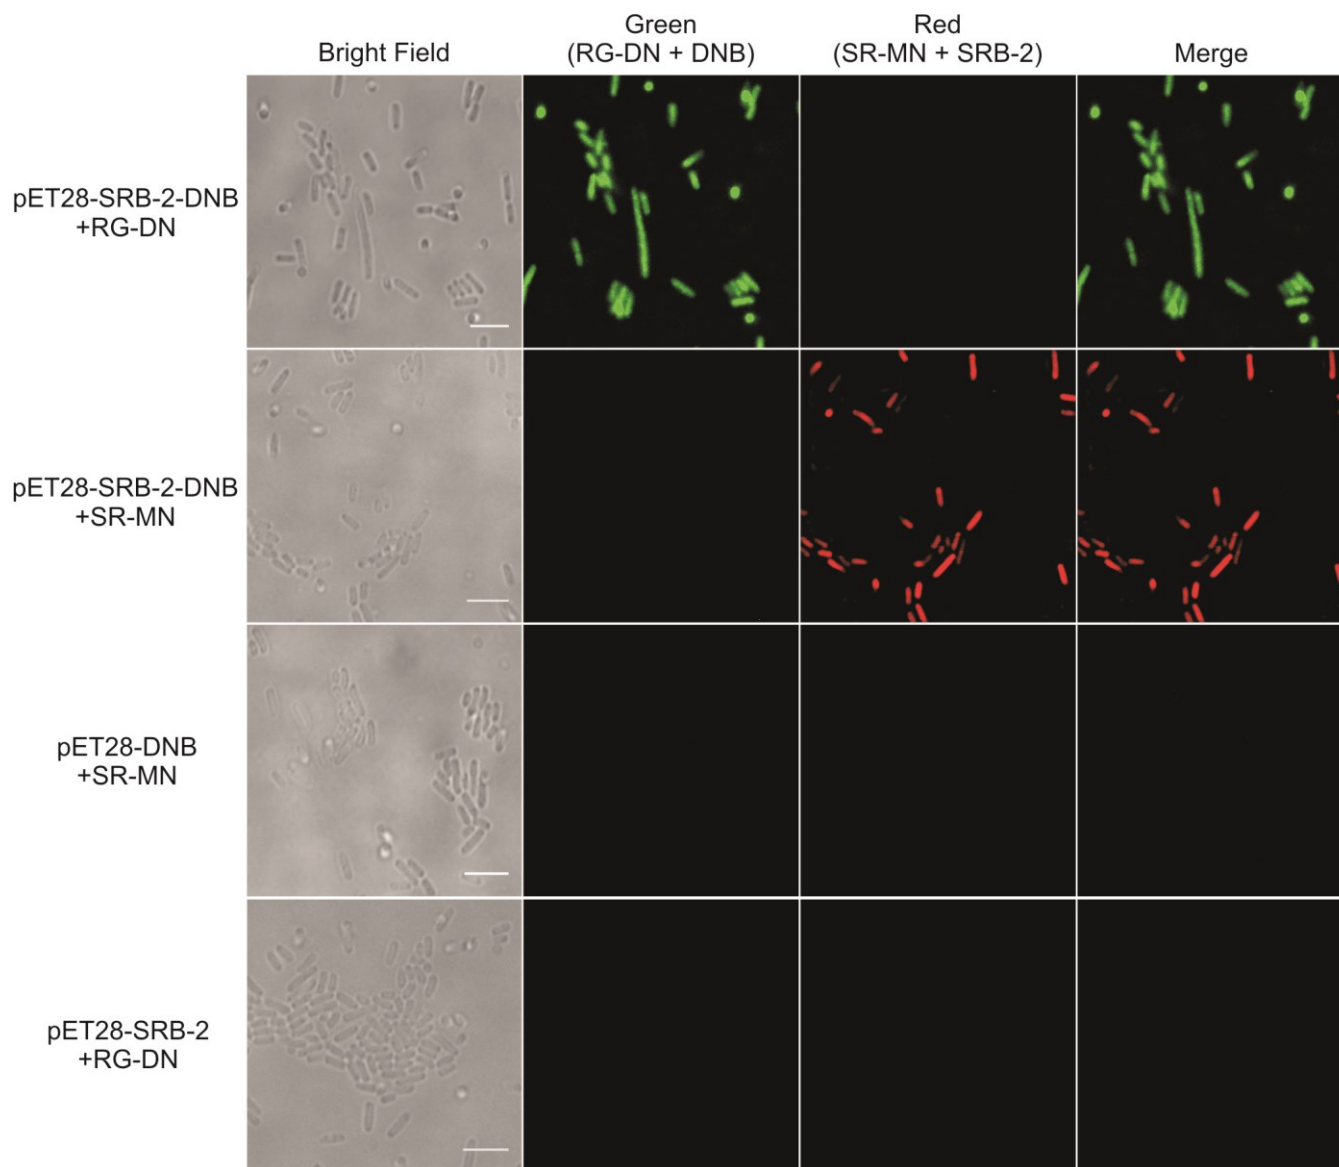 Bright Field
Green
(RG-DN + DNB)
Red
(SR-MN + SRB-2)
Merge
pET28-SRB-2-DNB
+RG-DN
pET28-SRB-2-DNB
+SR-MN
pET28-DNB
+SR-MN
pET28-SRB-2
+RG-DN